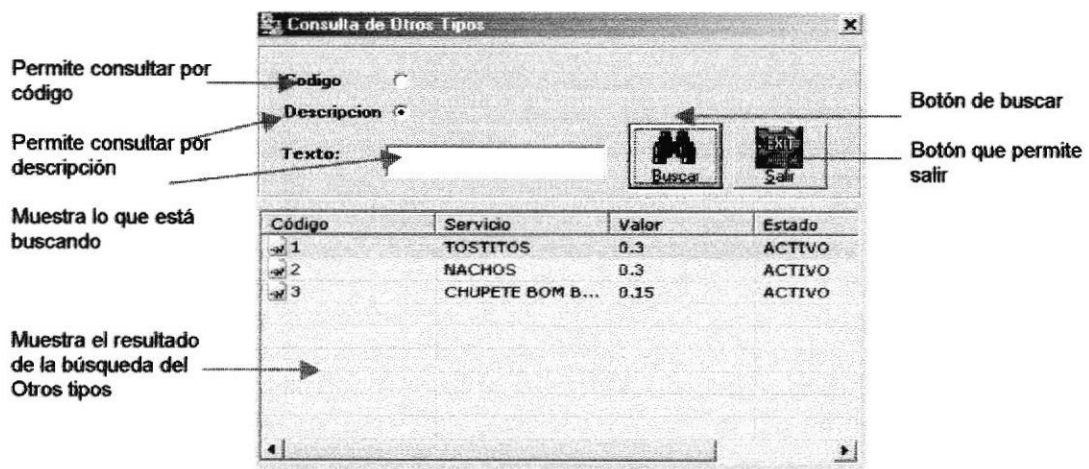 Consulta de Otros Tipos
Permite consultar por
código
Codigo
Descripcion
Permite consultar por
descripción
Texto:
Buscar
EXIT
Salir
Botón de buscar
Botón que permite
salir
Muestra lo que está
buscando
Código Servicio Valor Estado
1 TOSTITOS 0.3 ACTIVO
2 NACHOS 0.3 ACTIVO
3 CHUPETE BOM B... 0.15 ACTIVO
Muestra el resultado
de la búsqueda del
Otros tipos